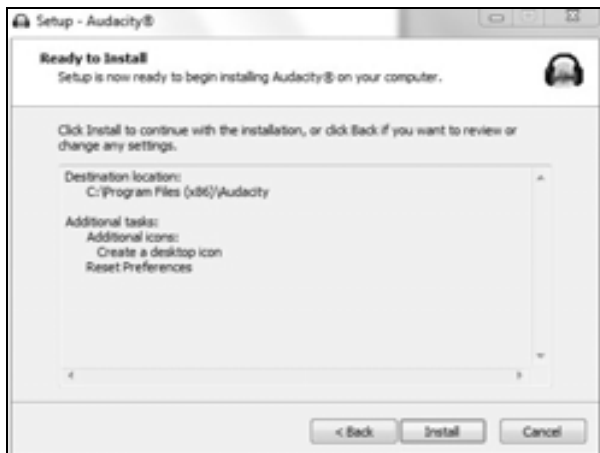 Setup - Audacity®
Ready to Install
Setup is now ready to begin installing Audacity® on your computer.
Click Install to continue with the installation, or click Back if you want to review or
change any settings.
Destination location:
C:\Program Files (x86)\Audacity
Additional tasks:
Additional icons:
Create a desktop icon
Reset Preferences
< Back Install Cancel